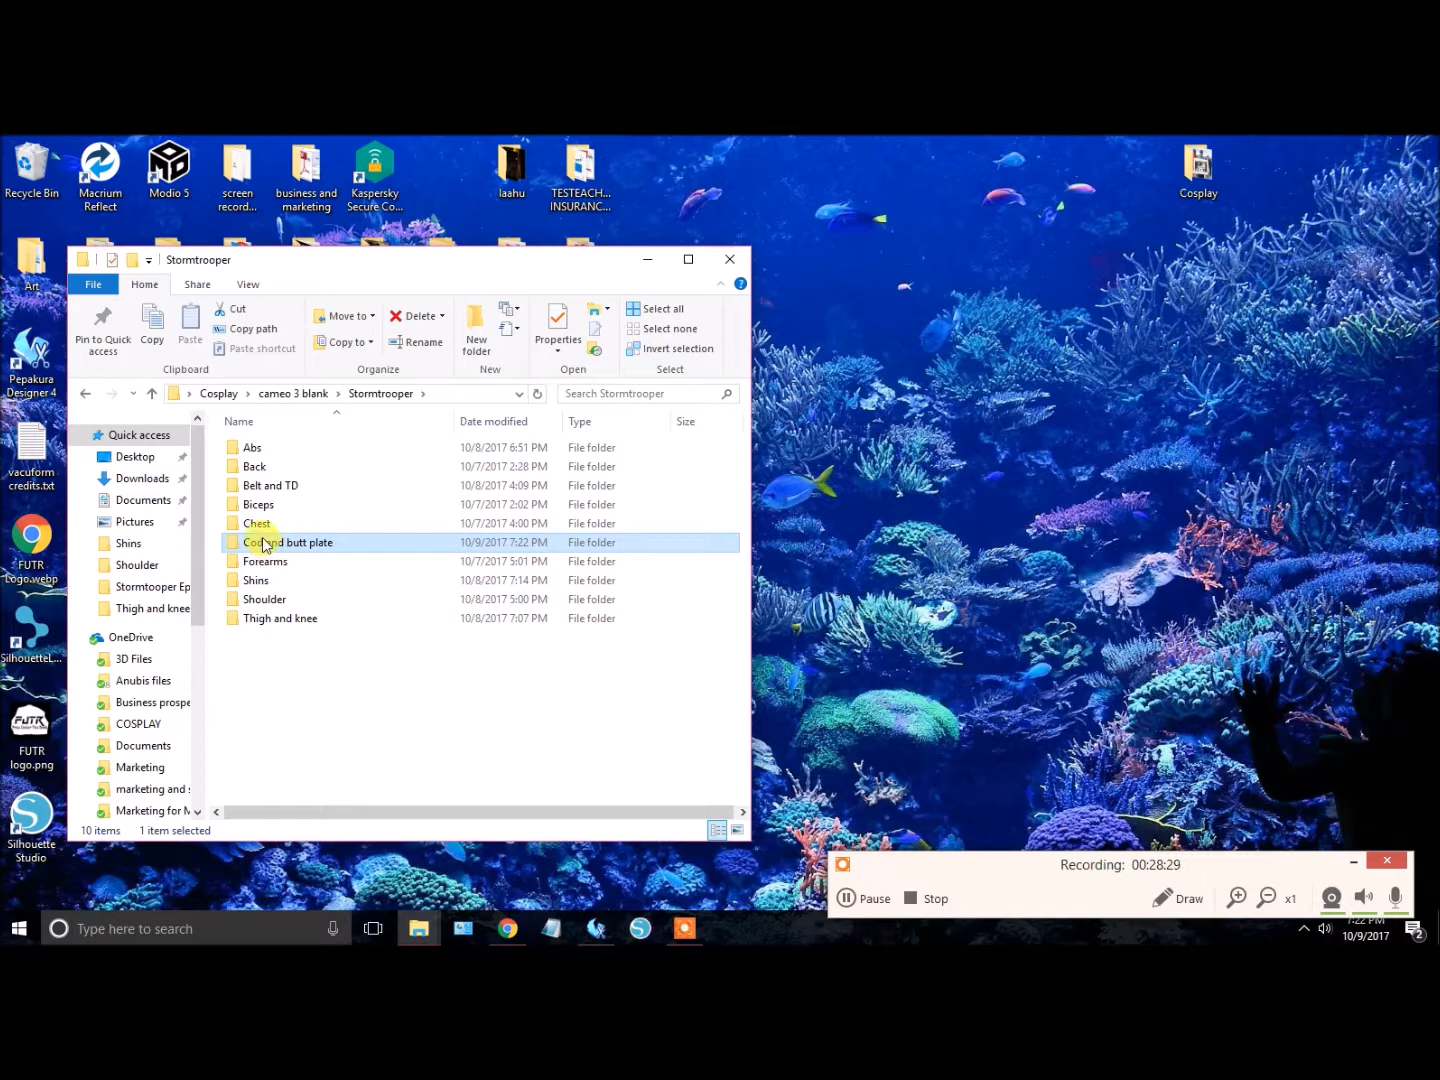 Recycle Bin
Macrium
Reflect
Modio 5
screen
record...
business and
marketing
Kaspersky
Secure Co...
laahu
TESTEACH...
INSURANC...
Cosplay
Art
Pepakura
Designer 4
vacuform
credits.txt
FUTR
Logo.webp
SilhouetteL...
FUTR
FUTR
logo.png
Silhouette
Studio
Stormtrooper
File
Home
Share
View
Pin to Quick
access
Copy
Paste
Cut
Copy path
Paste shortcut
Clipboard
Move to
Copy to
Delete
Rename
Organize
New
folder
New
Properties
Open
Select all
Select none
Invert selection
Select
Cosplay > cameo 3 blank > Stormtrooper >
Search Stormtrooper
Name Date modified Type Size
Abs 10/8/2017 6:51 PM File folder
Back 10/7/2017 2:28 PM File folder
Belt and TD 10/8/2017 4:09 PM File folder
Biceps 10/7/2017 2:02 PM File folder
Chest 10/7/2017 4:00 PM File folder
butt plate 10/9/2017 7:22 PM File folder
Forearms 10/7/2017 5:01 PM File folder
Shins 10/8/2017 7:14 PM File folder
Shoulder 10/8/2017 5:00 PM File folder
Thigh and knee 10/8/2017 7:07 PM File folder
Quick access
Desktop
Downloads
Documents
Pictures
Shins
Shoulder
Stormtooper Ep
Thigh and knee
OneDrive
3D Files
Anubis files
Business prospe
COSPLAY
Documents
Marketing
marketing and s
Marketing for M
10 items 1 item selected
Recording: 00:28:29
Pause
Stop
Draw
x1
Type here to search
7:22 PM
10/9/2017
2